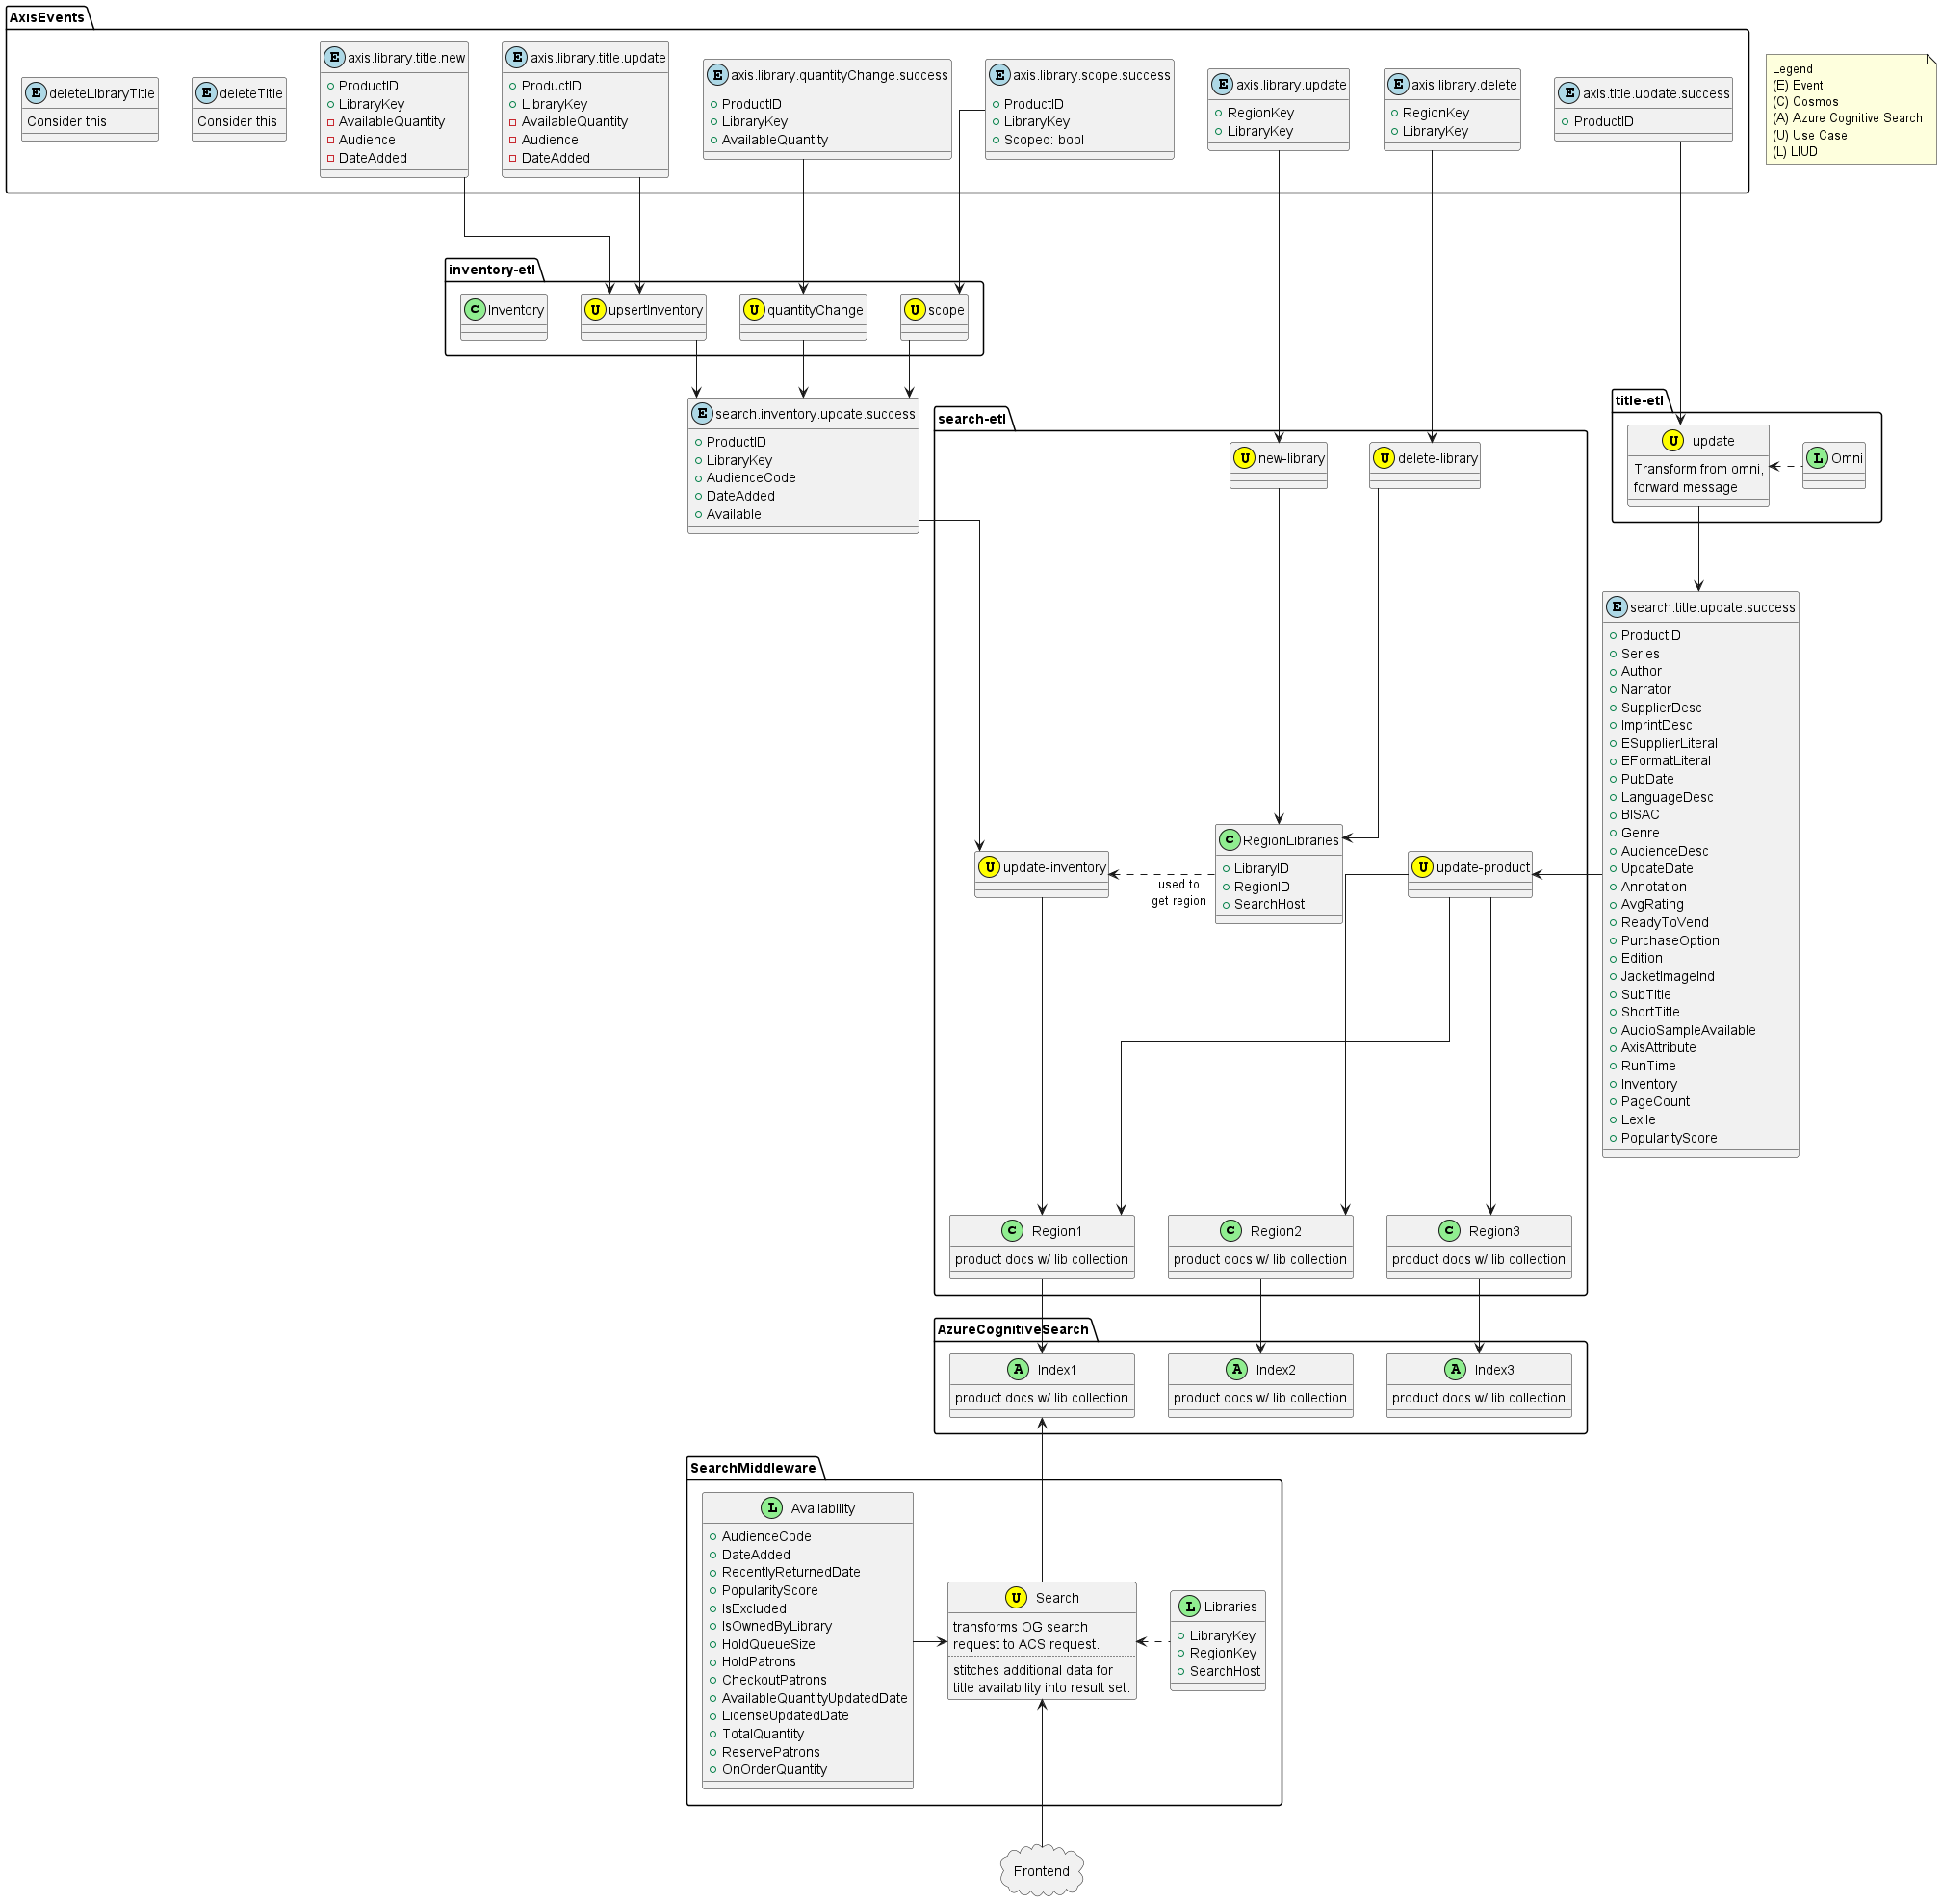 AxisEvents
E deleteLibraryTitle
Consider this
E deleteTitle
Consider this
E axis.library.title.new
ProductID
LibraryKey
AvailableQuantity
Audience
DateAdded
E axis.library.title.update
ProductID
LibraryKey
AvailableQuantity
Audience
DateAdded
E axis.library.quantityChange.success
ProductID
LibraryKey
AvailableQuantity
E axis.library.scope.success
ProductID
LibraryKey
Scoped: bool
E axis.library.update
RegionKey
LibraryKey
E axis.library.delete
RegionKey
LibraryKey
E axis.title.update.success
ProductID
Legend
(E) Event
(C) Cosmos
(A) Azure Cognitive Search
(U) Use Case
(L) LIUD
inventory-etl
C Inventory
U upsertInventory
U quantityChange
U scope
E search.inventory.update.success
ProductID
LibraryKey
AudienceCode
DateAdded
Available
search-etl
U new-library
U delete-library
title-etl
U update
Transform from omni,
forward message
L Omni
E search.title.update.success
ProductID
Series
Author
Narrator
SupplierDesc
ImprintDesc
ESupplierLiteral
EFormatLiteral
PubDate
LanguageDesc
BISAC
Genre
AudienceDesc
UpdateDate
Annotation
AvgRating
ReadyToVend
PurchaseOption
Edition
JacketImageInd
SubTitle
ShortTitle
AudioSampleAvailable
AxisAttribute
RunTime
Inventory
PageCount
Lexile
PopularityScore
U update-inventory
used to
get region
C RegionLibraries
LibraryID
RegionID
SearchHost
U update-product
C Region1
product docs w/ lib collection
C Region2
product docs w/ lib collection
C Region3
product docs w/ lib collection
AzureCognitiveSearch
A Index1
product docs w/ lib collection
A Index2
product docs w/ lib collection
A Index3
product docs w/ lib collection
SearchMiddleware
L Availability
AudienceCode
DateAdded
RecentlyReturnedDate
PopularityScore
IsExcluded
IsOwnedByLibrary
HoldQueueSize
HoldPatrons
CheckoutPatrons
AvailableQuantityUpdatedDate
LicenseUpdatedDate
TotalQuantity
ReservePatrons
OnOrderQuantity
U Search
transforms OG search
request to ACS request.
stitches additional data for
title availability into result set.
L Libraries
LibraryKey
RegionKey
SearchHost
Frontend